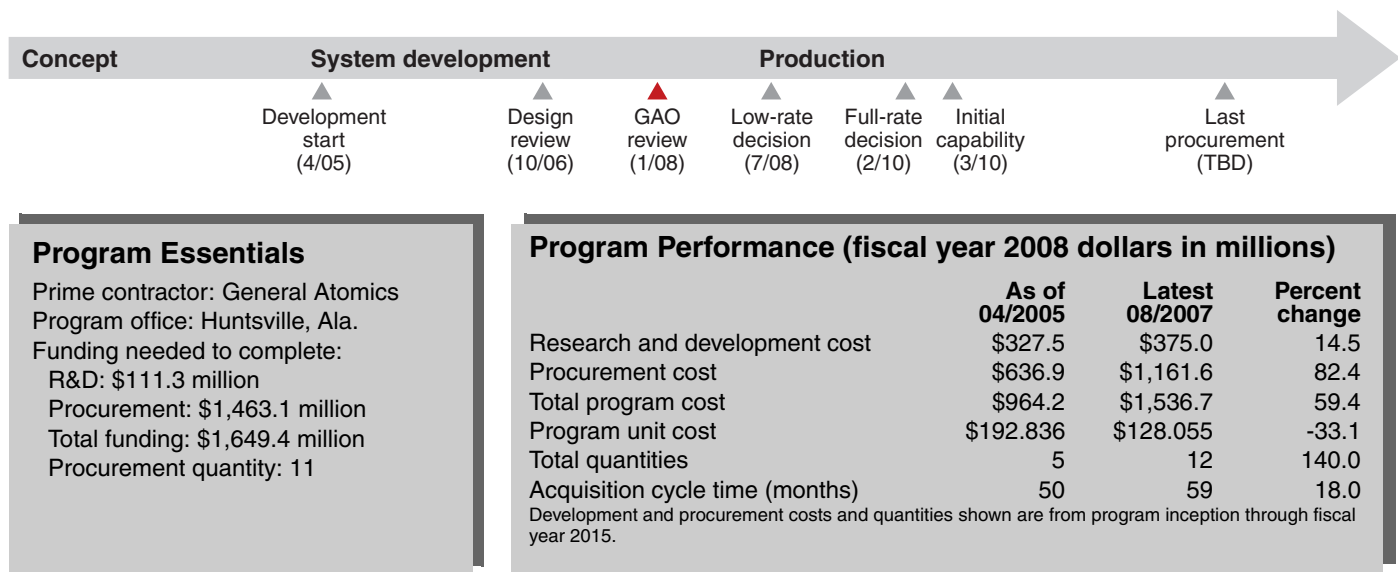 Concept System development Production
Development start (4/05)
Design review (10/06)
GAO review (1/08)
Low-rate decision (7/08)
Full-rate decision (2/10)
Initial capability (3/10)
Last procurement (TBD)
Program Essentials
Prime contractor: General Atomics
Program office: Huntsville, Ala.
Funding needed to complete:
R&D: $111.3 million
Procurement: $1,463.1 million
Total funding: $1,649.4 million
Procurement quantity: 11
Program Performance (fiscal year 2008 dollars in millions)
As of 04/2005 Latest 08/2007 Percent change
Research and development cost $327.5 $375.0 14.5
Procurement cost $636.9 $1,161.6 82.4
Total program cost $964.2 $1,536.7 59.4
Program unit cost $192.836 $128.055 -33.1
Total quantities 5 12 140.0
Acquisition cycle time (months) 50 59 18.0
Development and procurement costs and quantities shown are from program inception through fiscal
year 2015.